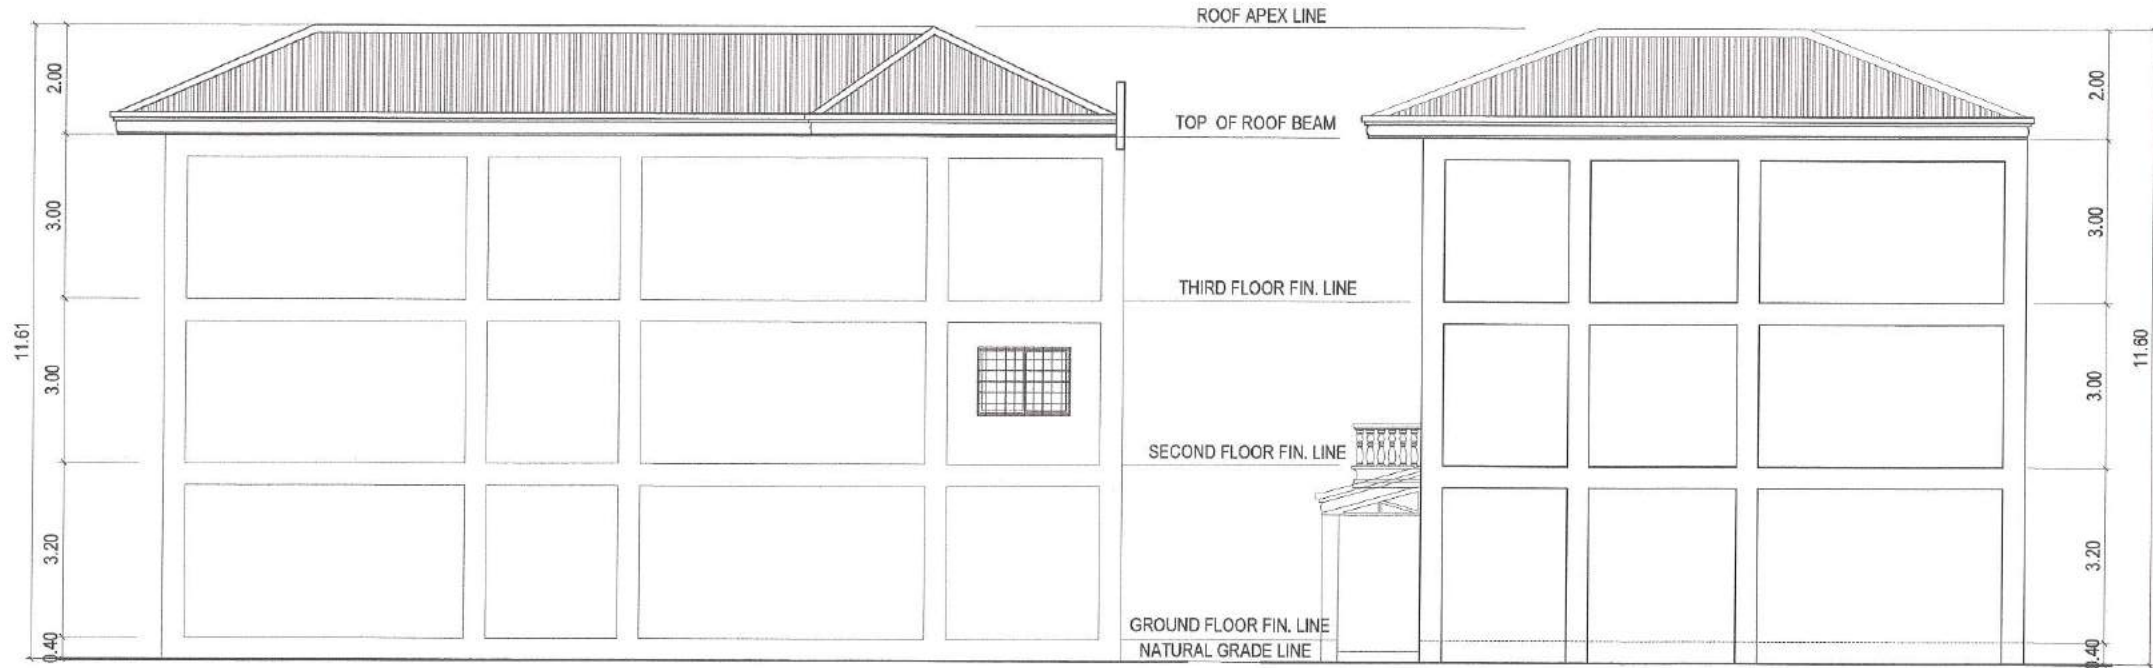 ROOF APEX LINE
2.00
2.00
TOP OF ROOF BEAM
3.00
3.00
THIRD FLOOR FIN. LINE
11.61
11.60
3.00
3.00
SECOND FLOOR FIN. LINE
3.20
3.20
GROUND FLOOR FIN. LINE
0.40
NATURAL GRADE LINE
0.40